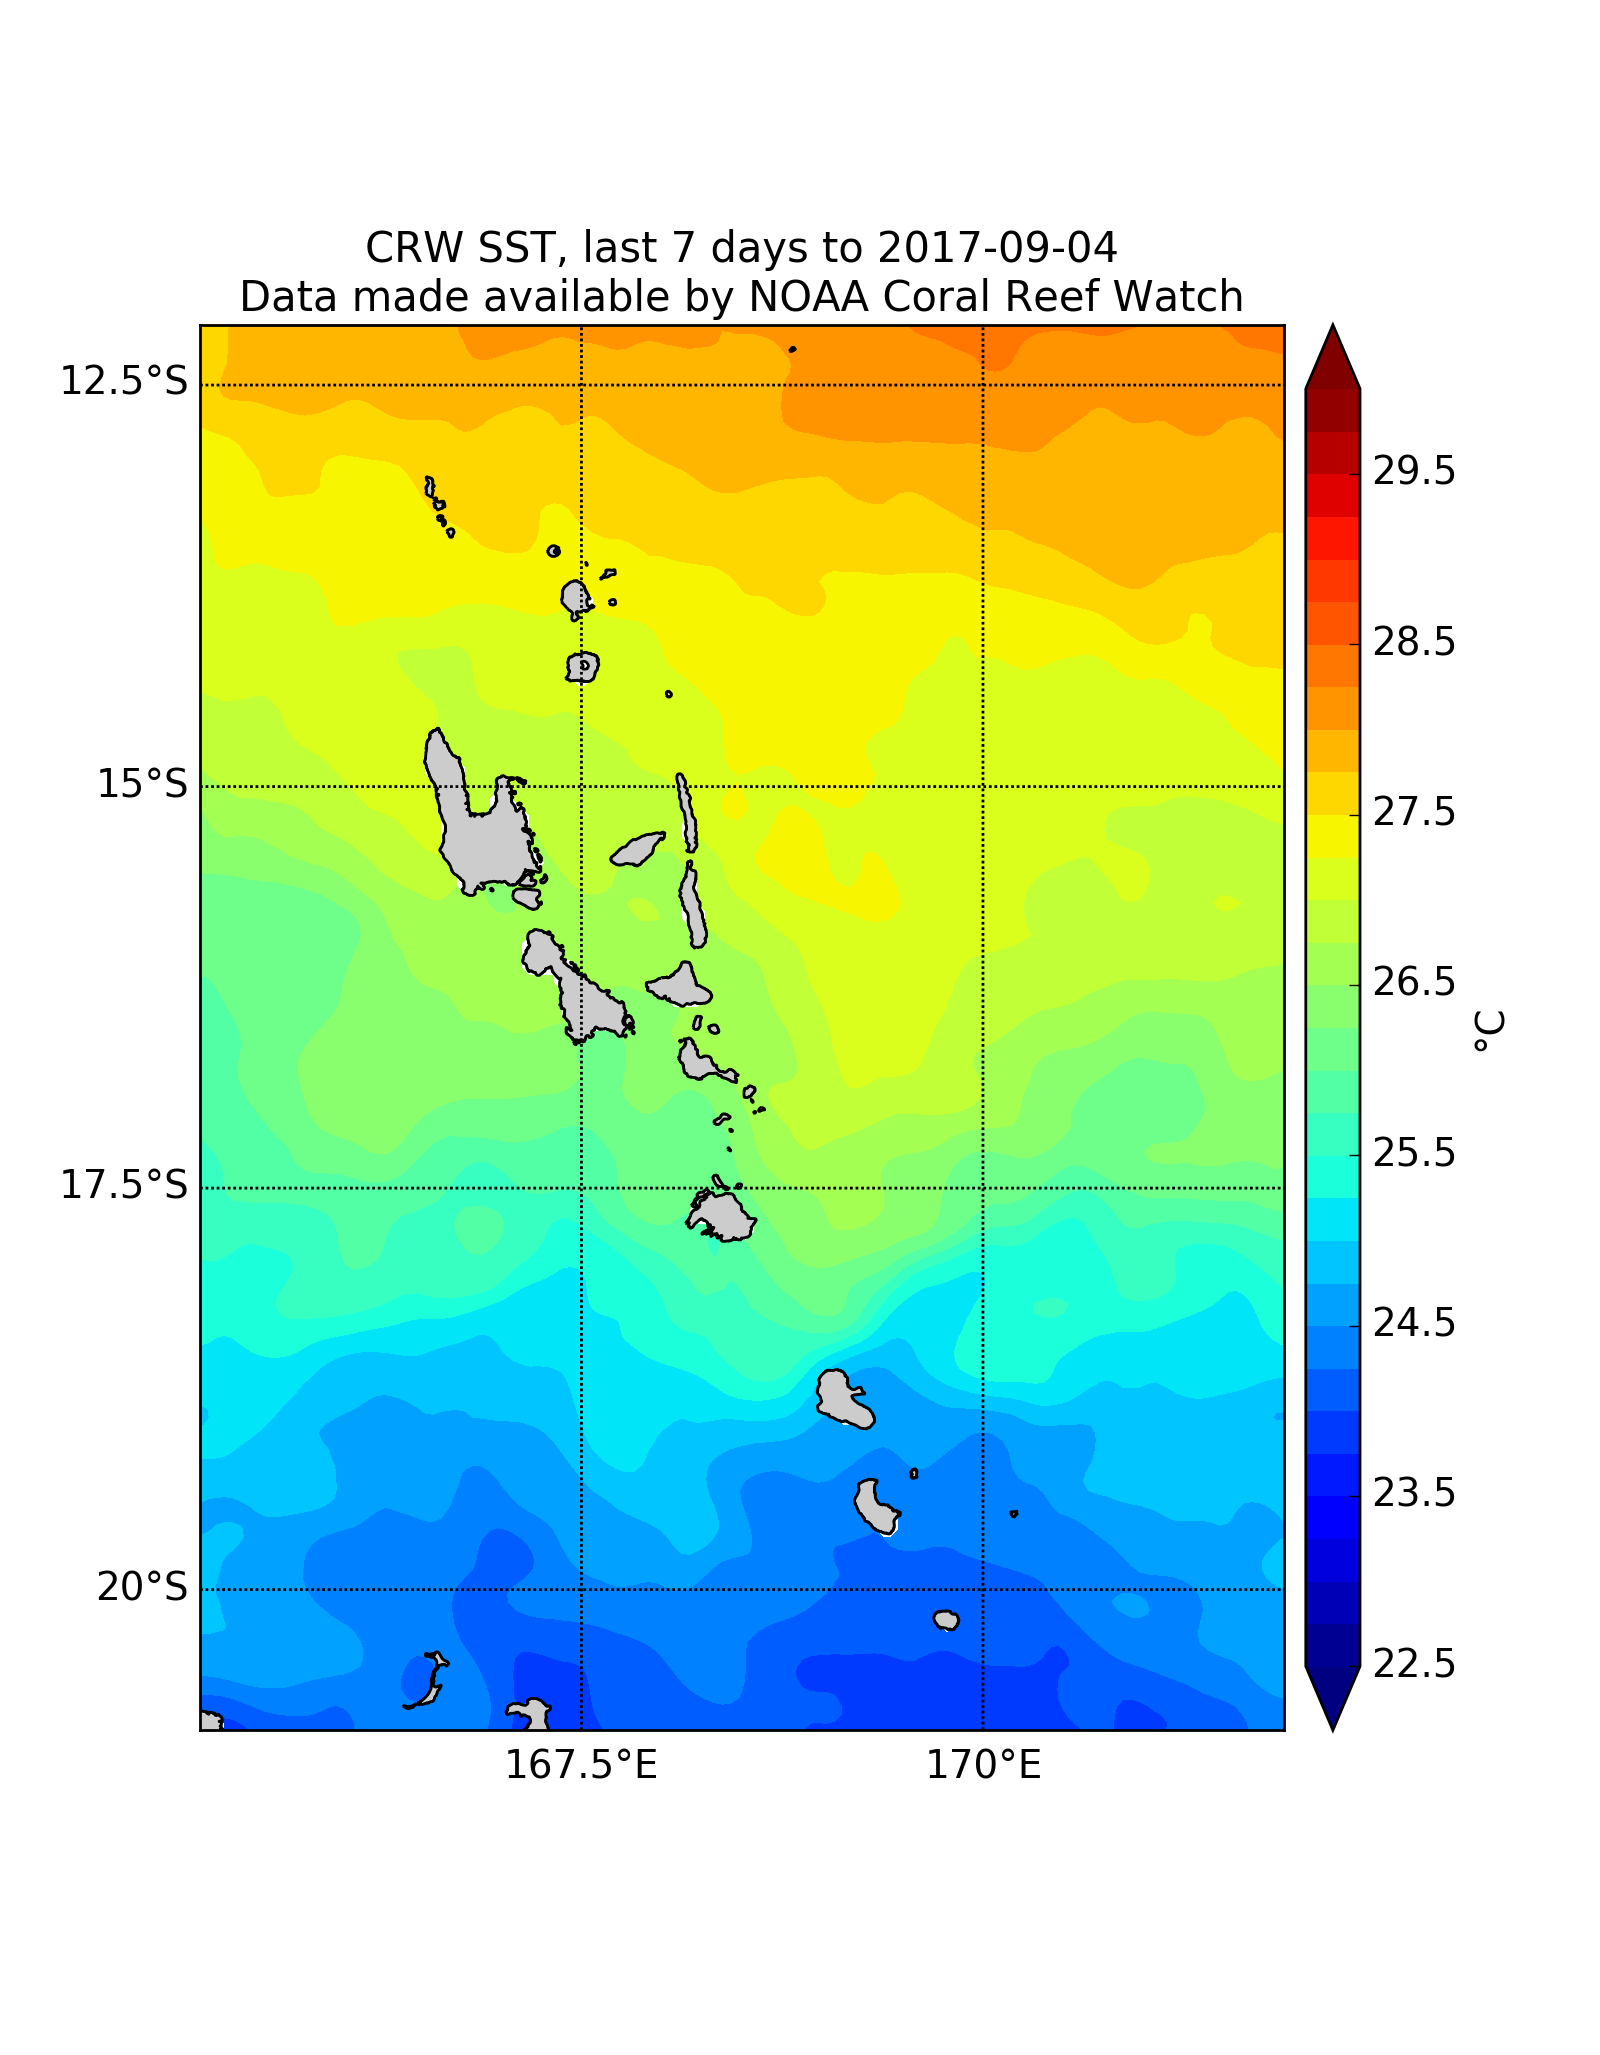 CRW SST, last 7 days to 2017-09-04
Data made available by NOAA Coral Reef Watch
12.5°S
15°S
17.5°S
20°S
167.5°E
170°E
29.5
28.5
27.5
26.5
25.5
24.5
23.5
22.5
°C